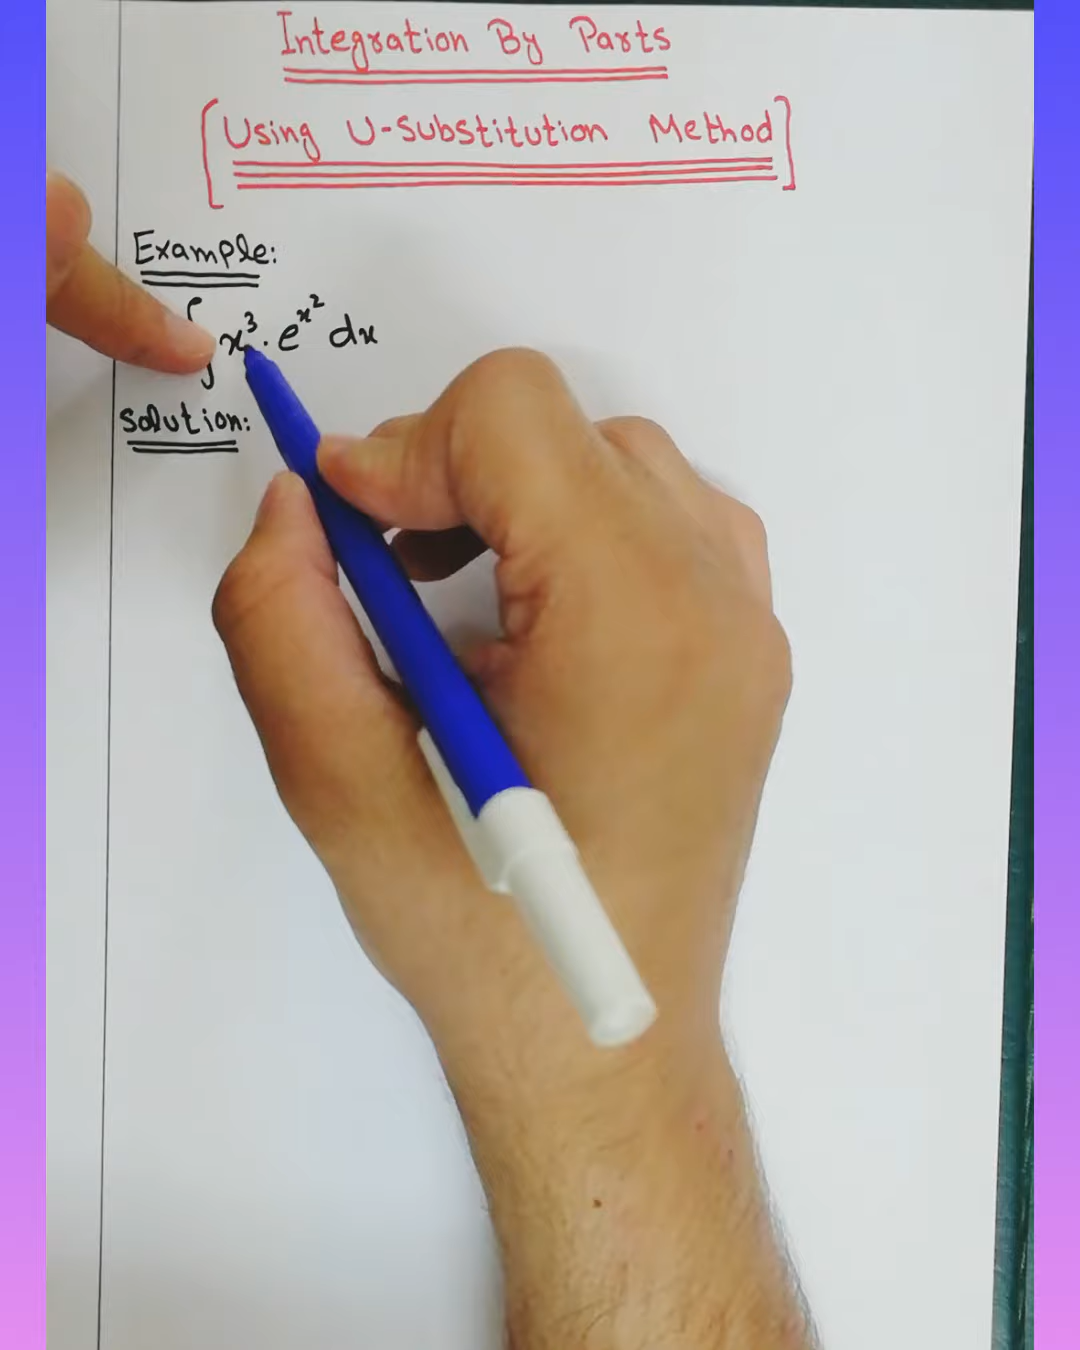 Integration By Parts
[Using U-Substitution Method]
Example:
∫ x³. e^x² dx
Solution: